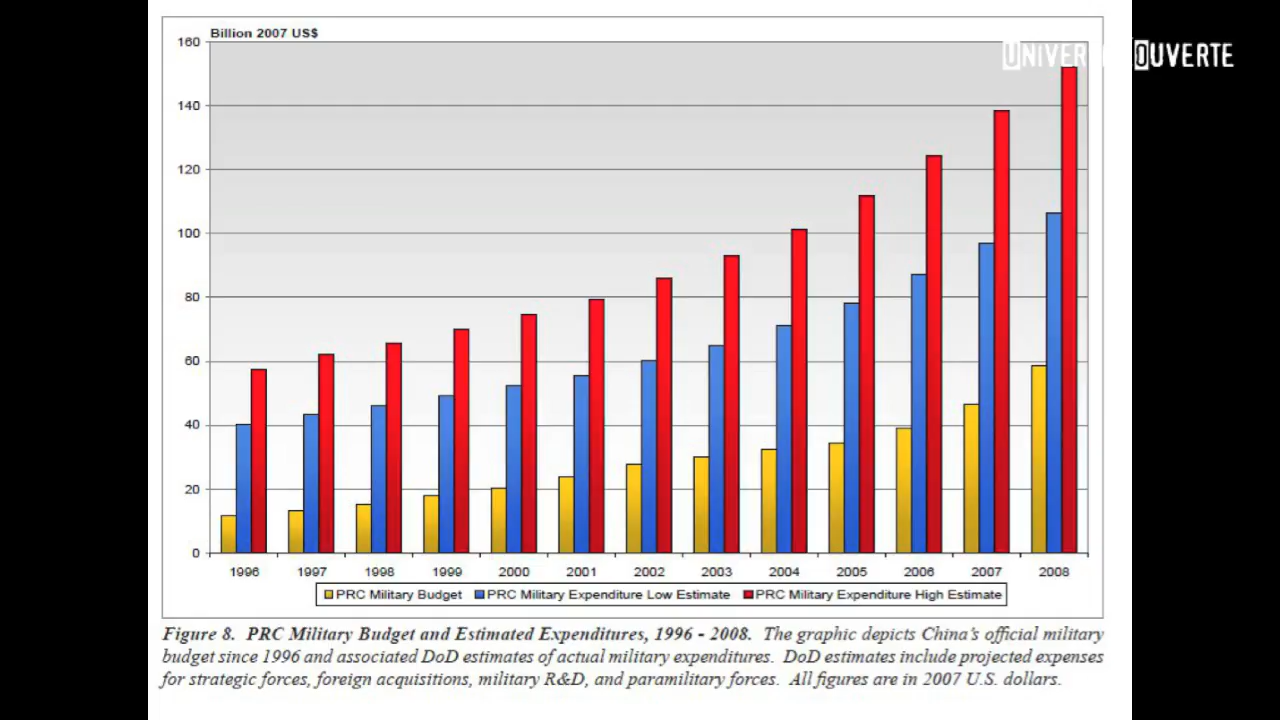 Billion 2007 US$
UNIVER OUVERTE
160
140
120
100
80
60
40
20
0
1996 1997 1998 1999 2000 2001 2002 2003 2004 2005 2006 2007 2008
PRC Military Budget PRC Military Expenditure Low Estimate PRC Military Expenditure High Estimate
Figure 8. PRC Military Budget and Estimated Expenditures, 1996 - 2008. The graphic depicts China's official military
budget since 1996 and associated DoD estimates of actual military expenditures. DoD estimates include projected expenses
for strategic forces, foreign acquisitions, military R&D, and paramilitary forces. All figures are in 2007 U.S. dollars.